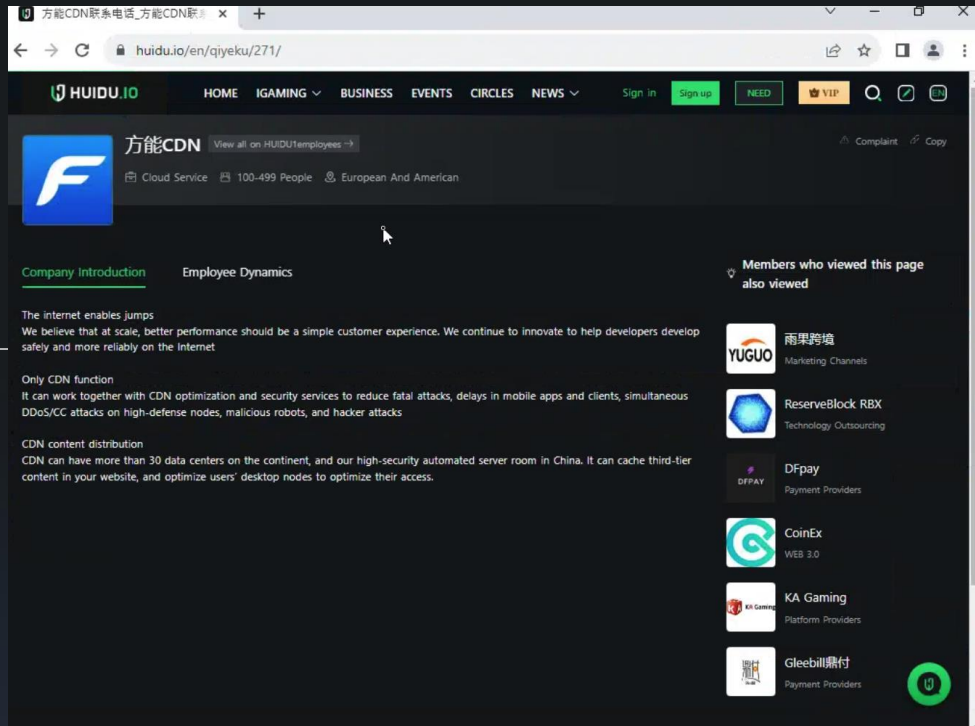 方能CDN联系电话_方能CDN联系
huidu.io/en/qiyeku/271/
HUIDU.IO
HOME IGAMING BUSINESS EVENTS CIRCLES NEWS Sign in Sign up NEED VIP EN
方能CDN View all on HUIDU1employees →
Complaint Copy
Cloud Service 100-499 People European And American
Company Introduction Employee Dynamics
The internet enables jumps
We believe that at scale, better performance should be a simple customer experience. We continue to innovate to help developers develop
safely and more reliably on the Internet
Only CDN function
It can work together with CDN optimization and security services to reduce fatal attacks, delays in mobile apps and clients, simultaneous
DDoS/CC attacks on high-defense nodes, malicious robots, and hacker attacks
CDN content distribution
CDN can have more than 30 data centers on the continent, and our high-security automated server room in China. It can cache third-tier
content in your website, and optimize users' desktop nodes to optimize their access.
Members who viewed this page
also viewed
YUGUO
雨果跨境
Marketing Channels
ReserveBlock RBX
Technology Outsourcing
DFPAY
DFpay
Payment Providers
CoinEx
WEB 3.0
KA Gaming
KA Gaming
Platform Providers
Gleebill鼎付
Payment Providers